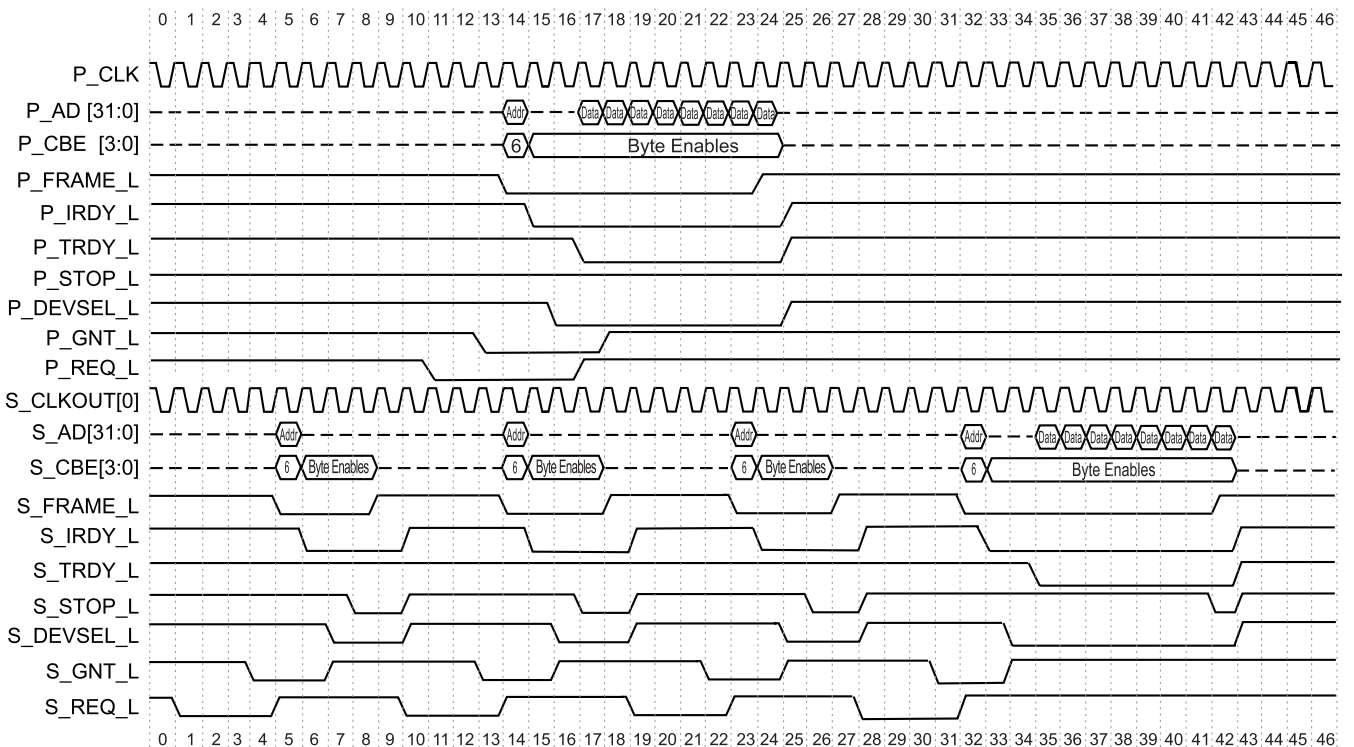 0 1 2 3 4 5 6 7 8 9 10 11 12 13 14 15 16 17 18 19 20 21 22 23 24 25 26 27 28 29 30 31 32 33 34 35 36 37 38 39 40 41 42 43 44 45 46
P_CLK
P_AD [31:0] Addr Data Data Data Data Data Data Data Data
P_CBE [3:0] 6 Byte Enables
P_FRAME_L
P_IRDY_L
P_TRDY_L
P_STOP_L
P_DEVSEL_L
P_GNT_L
P_REQ_L
S_CLKOUT[0]
S_AD[31:0] Addr Addr Addr Addr Data Data Data Data Data Data Data Data
S_CBE[3:0] 6 Byte Enables 6 Byte Enables 6 Byte Enables 6 Byte Enables
S_FRAME_L
S_IRDY_L
S_TRDY_L
S_STOP_L
S_DEVSEL_L
S_GNT_L
S_REQ_L
0 1 2 3 4 5 6 7 8 9 10 11 12 13 14 15 16 17 18 19 20 21 22 23 24 25 26 27 28 29 30 31 32 33 34 35 36 37 38 39 40 41 42 43 44 45 46